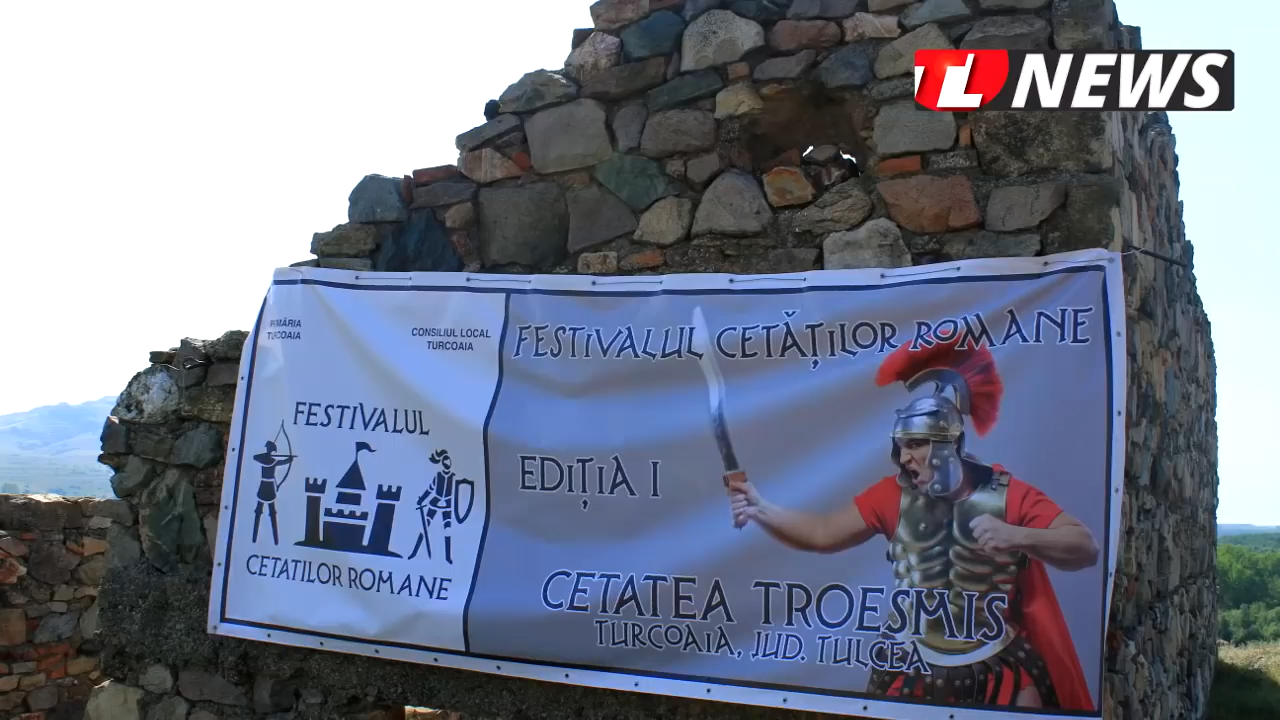 TL NEWS
PRIMĂRIA
TURCOAIA
CONSILIUL LOCAL
TURCOAIA
FESTIVALUL
CETATILOR ROMANE
FESTIVALUL CETĂȚILOR ROMANE
EDIȚIA I
CETATEA TROESMIS
TURCOAIA, JUD. TULCEA